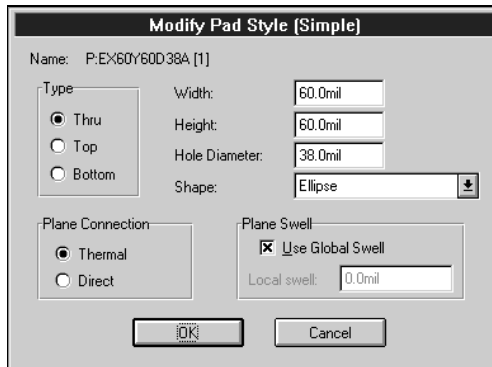 Modify Pad Style (Simple)
Name: P:EX60Y60D38A [1]
Type
Thru
Top
Bottom
Width: 60.0mil
Height: 60.0mil
Hole Diameter: 38.0mil
Shape: Ellipse
Plane Connection
Thermal
Direct
Plane Swell
Use Global Swell
Local swell: 0.0mil
OK Cancel